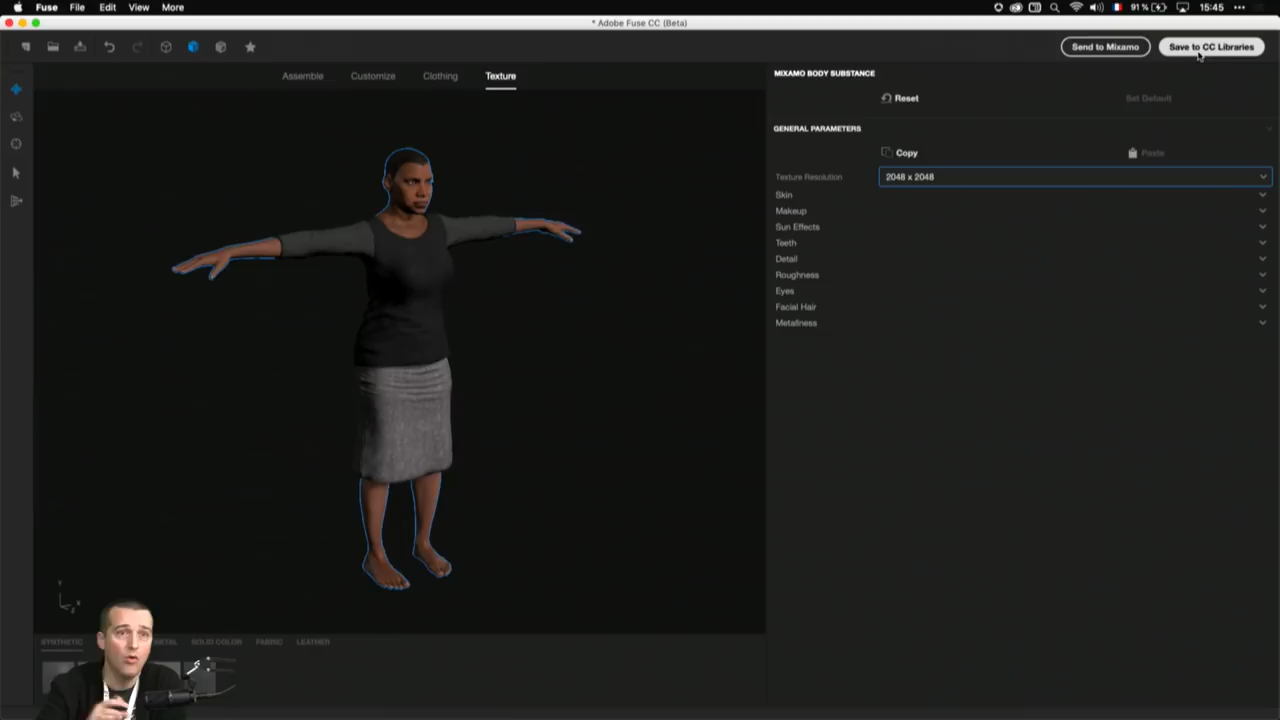 Fuse File Edit View More 91 % 15:45
* Adobe Fuse CC (Beta)
Send to Mixamo Save to CC Libraries
Assemble Customize Clothing Texture
MIXAMO BODY SUBSTANCE
Reset Set Default
GENERAL PARAMETERS
Copy Paste
Texture Resolution 2048 x 2048
Skin
Makeup
Sun Effects
Teeth
Detail
Roughness
Eyes
Facial Hair
Metallness
Y
X
Z
SYNTHETIC SOLID COLOR FABRIC LEATHER